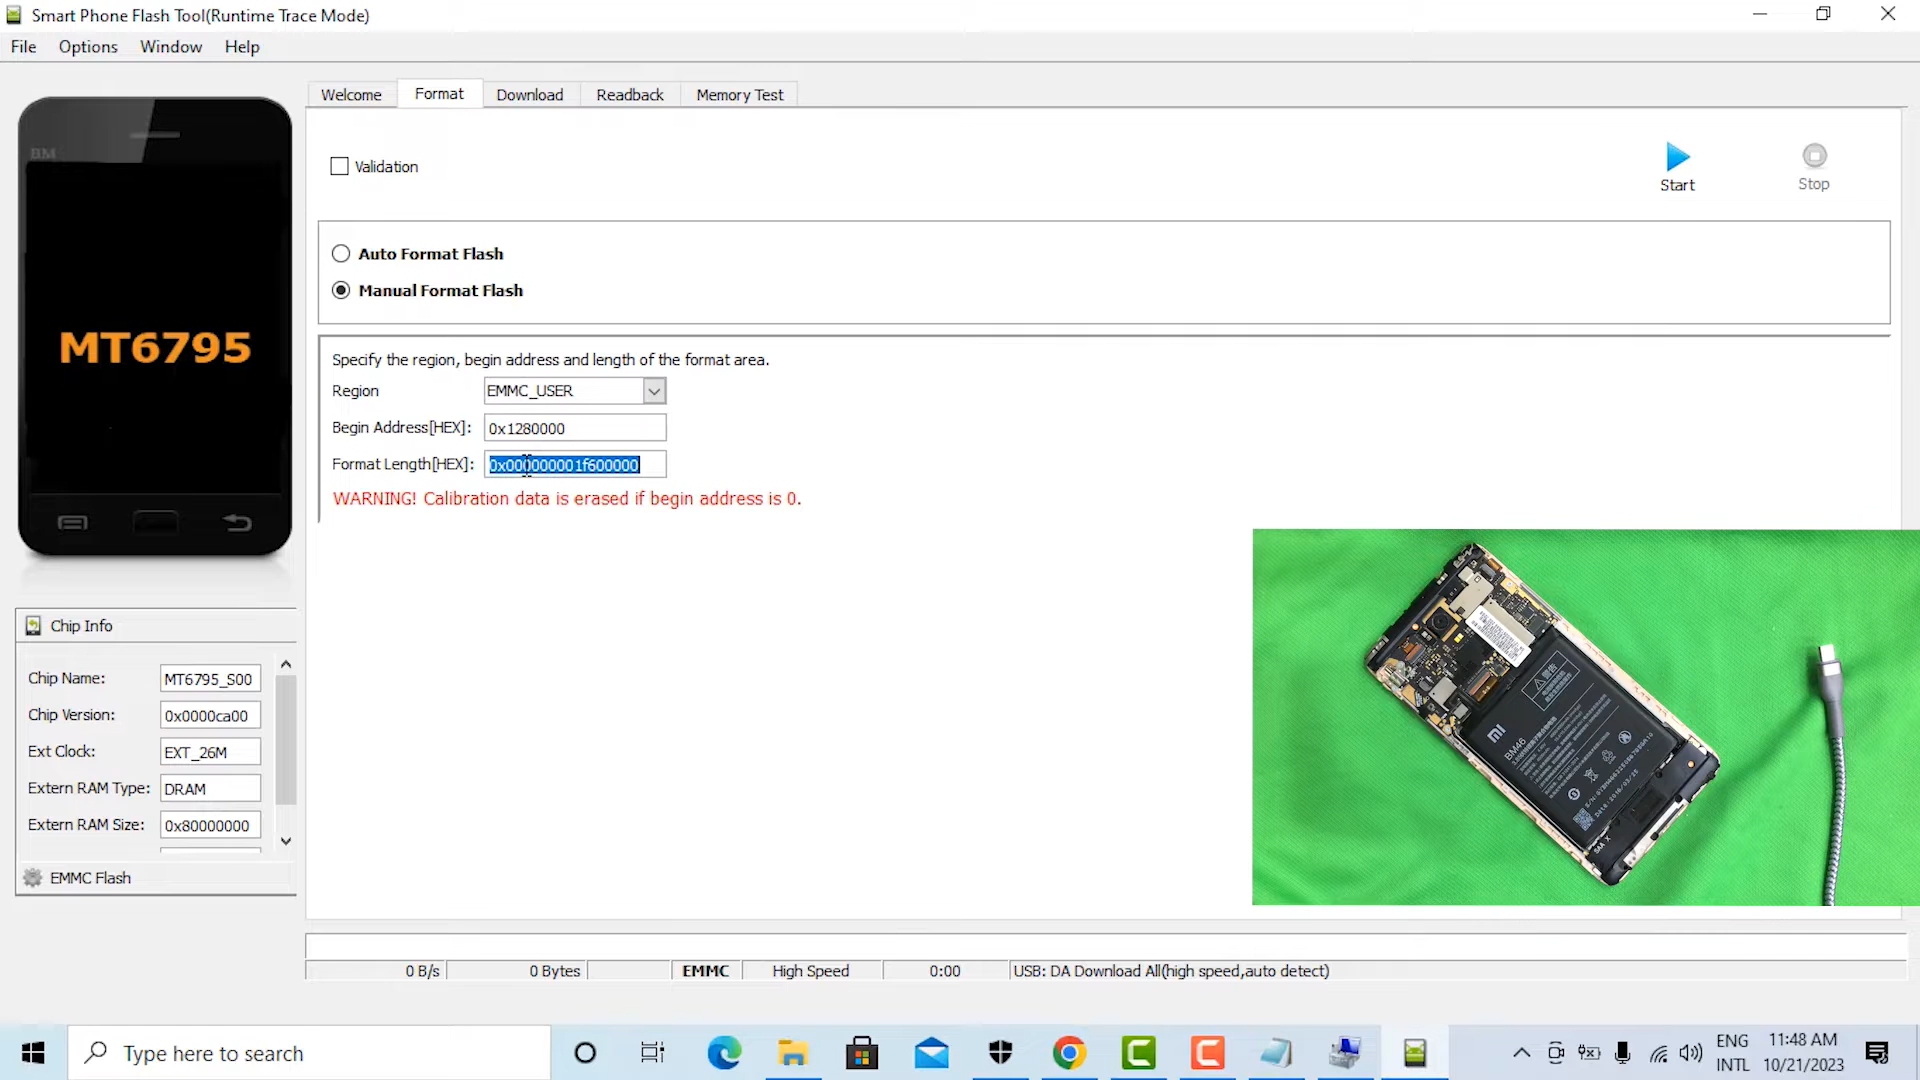 Smart Phone Flash Tool(Runtime Trace Mode)
File Options Window Help
Welcome Format Download Readback Memory Test
BM
Validation
Start
Stop
Auto Format Flash
Manual Format Flash
MT6795
Specify the region, begin address and length of the format area.
Region EMMC_USER
Begin Address[HEX]: 0x1280000
Format Length[HEX]: 0x000000001f600000
WARNING! Calibration data is erased if begin address is 0.
Chip Info
Chip Name: MT6795_S00
Chip Version: 0x0000ca00
Ext Clock: EXT_26M
Extern RAM Type: DRAM
Extern RAM Size: 0x80000000
EMMC Flash
mi
BM46
0 B/s 0 Bytes EMMC High Speed 0:00 USB: DA Download All(high speed,auto detect)
Type here to search
ENG
INTL
11:48 AM
10/21/2023